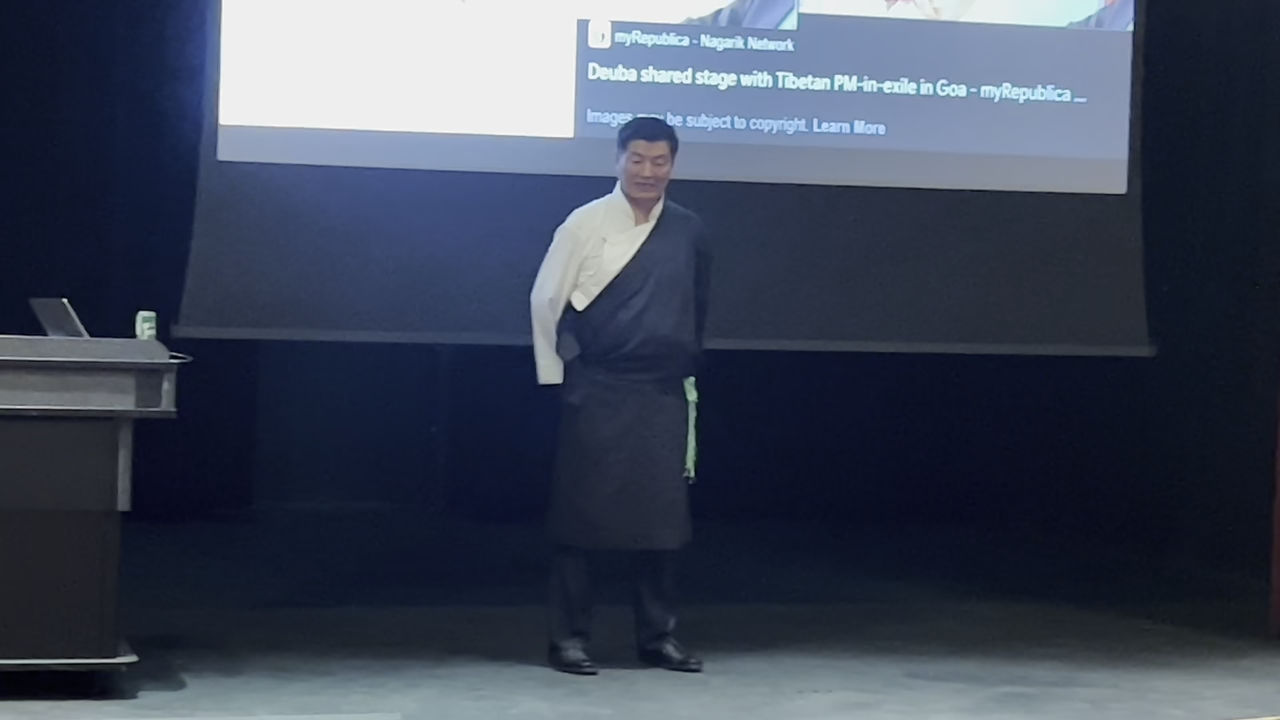 myRepublica - Nagarik Network
Deuba shared stage with Tibetan PM-in-exile in Goa - myRepublica ...
Images may be subject to copyright. Learn More